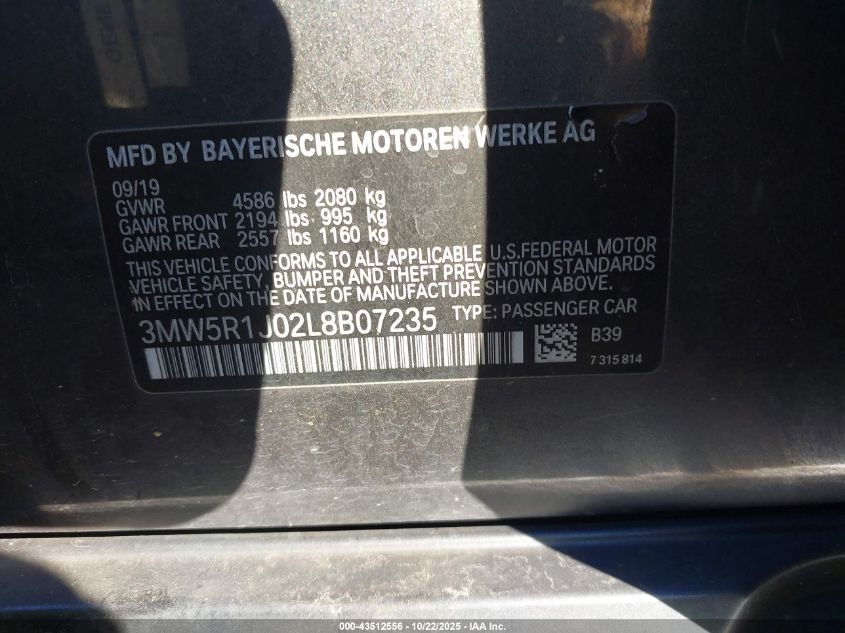 MFD BY BAYERISCHE MOTOREN WERKE AG
09/19
GVWR 4586 lbs 2080 kg
GAWR FRONT 2194 lbs 995 kg
GAWR REAR 2557 lbs 1160 kg
THIS VEHICLE CONFORMS TO ALL APPLICABLE U.S.FEDERAL MOTOR
VEHICLE SAFETY, BUMPER AND THEFT PREVENTION STANDARDS
IN EFFECT ON THE DATE OF MANUFACTURE SHOWN ABOVE.
3MW5R1J02L8B07235 TYPE: PASSENGER CAR
B39
7 315 814
000-43512556 - 10/22/2025 - IAA Inc.